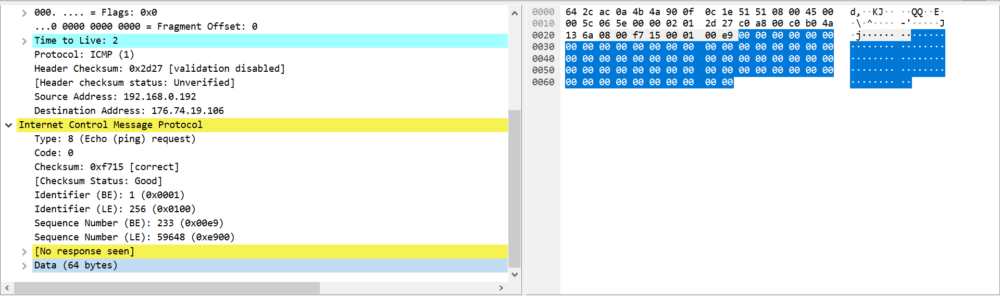 000. .... = Flags: 0x0
...0 0000 0000 0000 = Fragment Offset: 0
Time to Live: 2
Protocol: ICMP (1)
Header Checksum: 0x2d27 [validation disabled]
[Header checksum status: Unverified]
Source Address: 192.168.0.192
Destination Address: 176.74.19.106
Internet Control Message Protocol
Type: 8 (Echo (ping) request)
Code: 0
Checksum: 0xf715 [correct]
[Checksum Status: Good]
Identifier (BE): 1 (0x0001)
Identifier (LE): 256 (0x0100)
Sequence Number (BE): 233 (0x00e9)
Sequence Number (LE): 59648 (0xe900)
[No response seen]
Data (64 bytes)
0000 64 2c ac 0a 4b 4a 90 0f 0c 1e 51 51 08 00 45 00 d,··KJ·· ··QQ··E·
0010 00 5c 06 5e 00 00 02 01 2d 27 c0 a8 00 c0 b0 4a ·\·^···· -'·····J
0020 13 6a 08 00 f7 15 00 01 00 e9 00 00 00 00 00 00 ·j······ ········
0030 00 00 00 00 00 00 00 00 00 00 00 00 00 00 00 00 ········ ········
0040 00 00 00 00 00 00 00 00 00 00 00 00 00 00 00 00 ········ ········
0050 00 00 00 00 00 00 00 00 00 00 00 00 00 00 00 00 ········ ········
0060 00 00 00 00 00 00 00 00 00 00 ········ ··